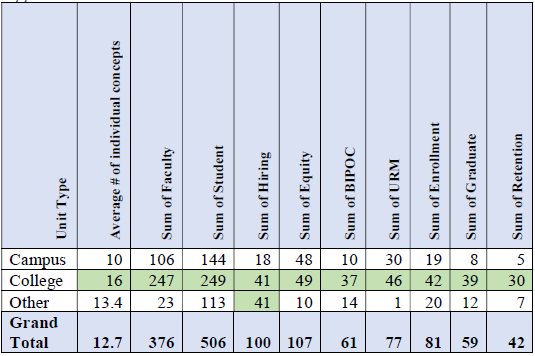 Unit Type Average # of individual concepts Sum of Faculty Sum of Student Sum of Hiring Sum of Equity Sum of BIPOC Sum of URM Sum of Enrollment Sum of Graduate Sum of Retention
Campus 10 106 144 18 48 10 30 19 8 5
College 16 247 249 41 49 37 46 42 39 30
Other 13.4 23 113 41 10 14 1 20 12 7
Grand
Total 12.7 376 506 100 107 61 77 81 59 42